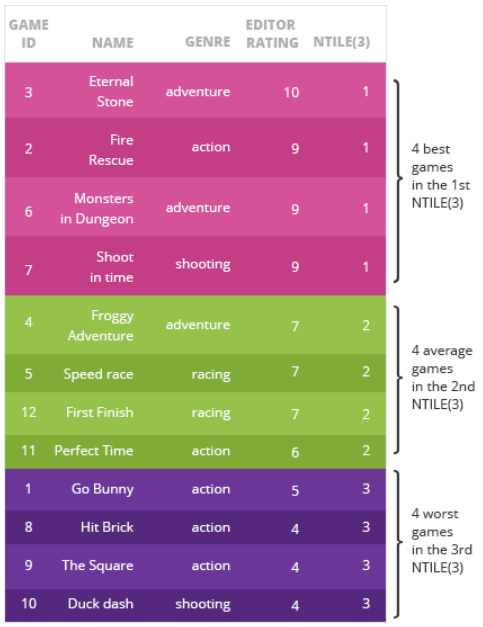 GAME ID NAME GENRE EDITOR RATING NTILE(3)
3 Eternal Stone adventure 10 1
2 Fire Rescue action 9 1
6 Monsters in Dungeon adventure 9 1
7 Shoot in time shooting 9 1
4 best
games
in the 1st
NTILE(3)
4 Froggy Adventure adventure 7 2
5 Speed race racing 7 2
12 First Finish racing 7 2
11 Perfect Time action 6 2
4 average
games
in the 2nd
NTILE(3)
1 Go Bunny action 5 3
8 Hit Brick action 4 3
9 The Square action 4 3
10 Duck dash shooting 4 3
4 worst
games
in the 3rd
NTILE(3)